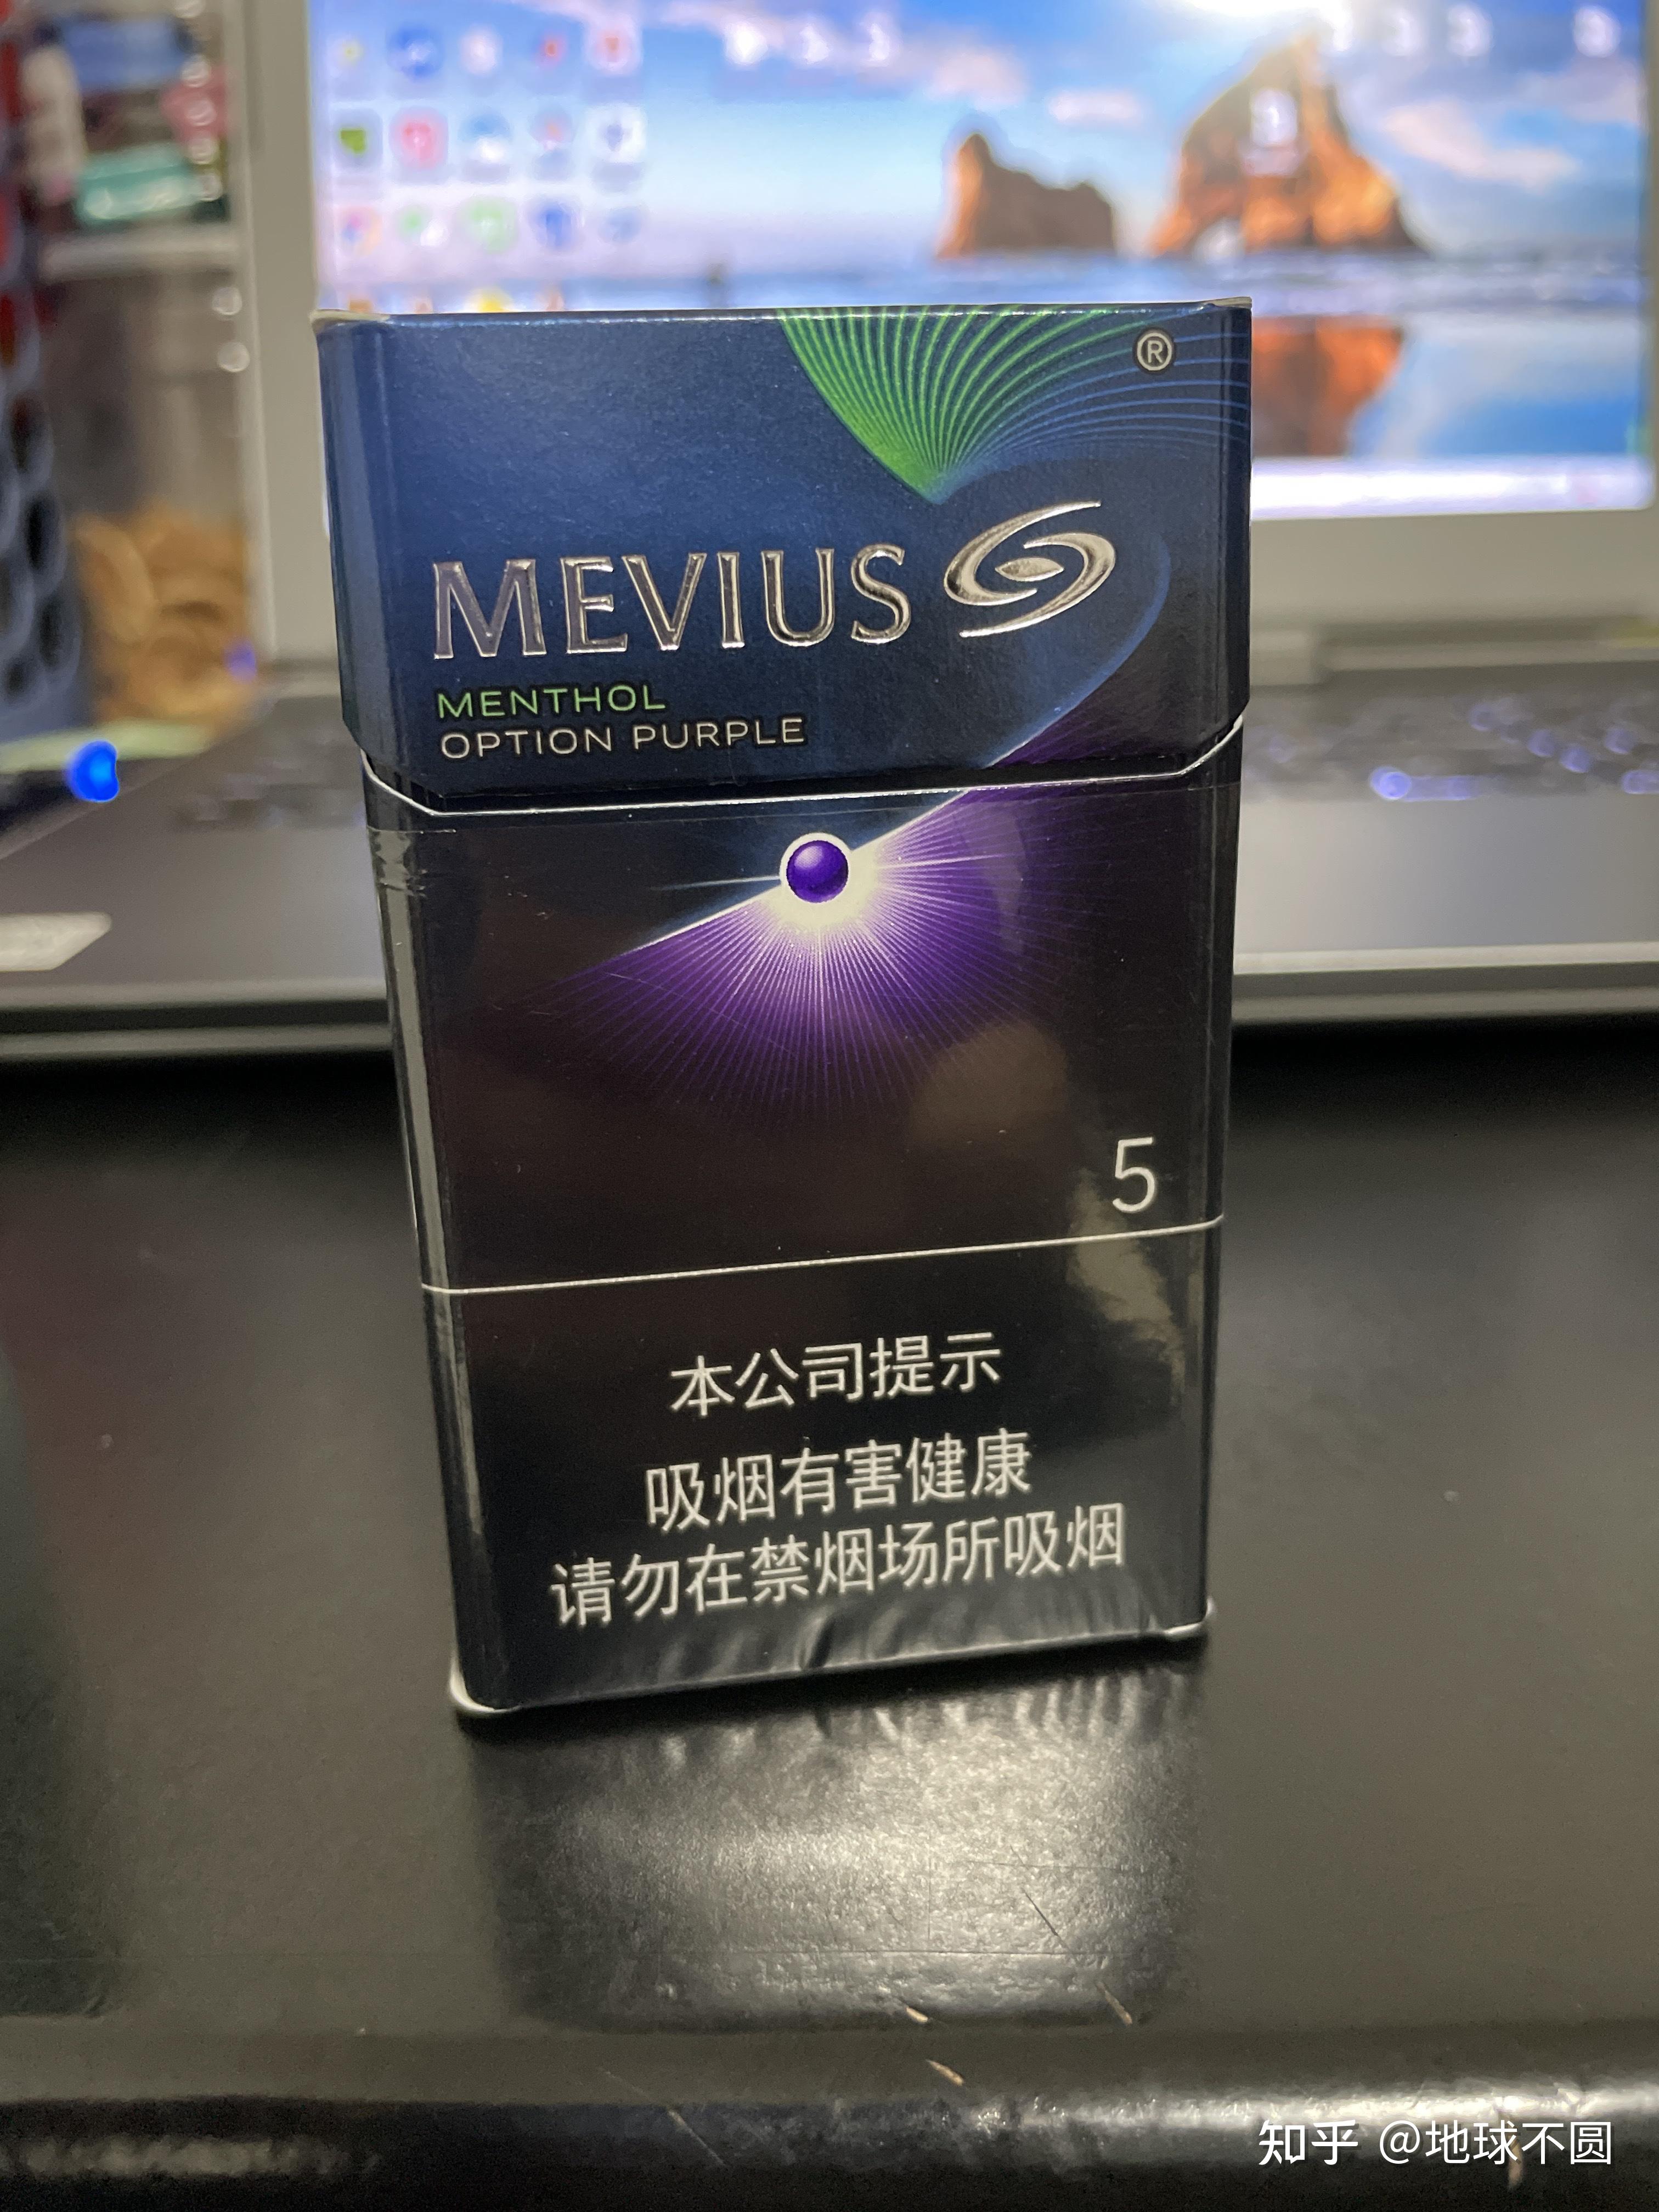 ®
MEVIUS
MENTHOL
OPTION PURPLE
5
本公司提示
吸烟有害健康
请勿在禁烟场所吸烟
知乎 @地球不圆